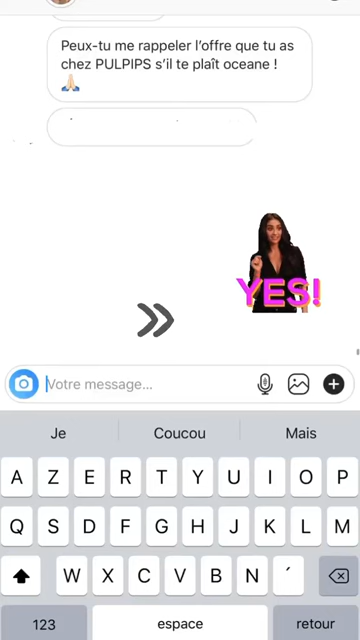 Peux-tu me rappeler l’offre que tu as
chez PULPIPS s’il te plaît oceane !
YES!
Votre message...
Je Coucou Mais
A Z E R T Y U I O P
Q S D F G H J K L M
W X C V B N ´
123 espace retour